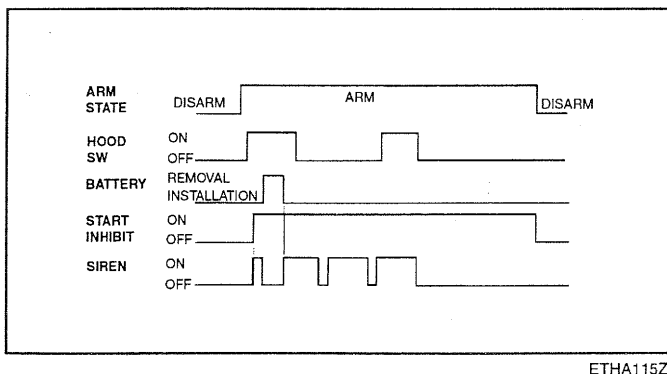 ARM STATE DISARM ARM DISARM
HOOD SW ON OFF
BATTERY REMOVAL INSTALLATION
START INHIBIT ON OFF
SIREN ON OFF
ETHA115Z